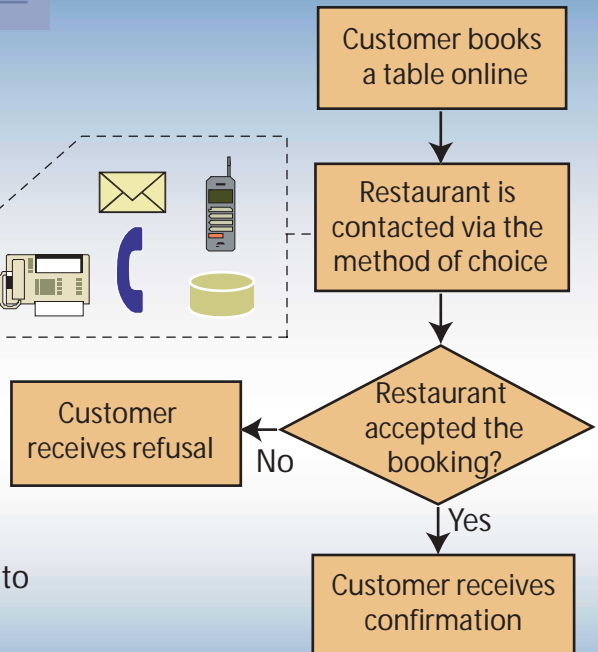 Customer books
a table online
Restaurant is
contacted via the
method of choice
Restaurant
accepted the
booking?
Customer
receives refusal
No
Yes
to
Customer receives
confirmation